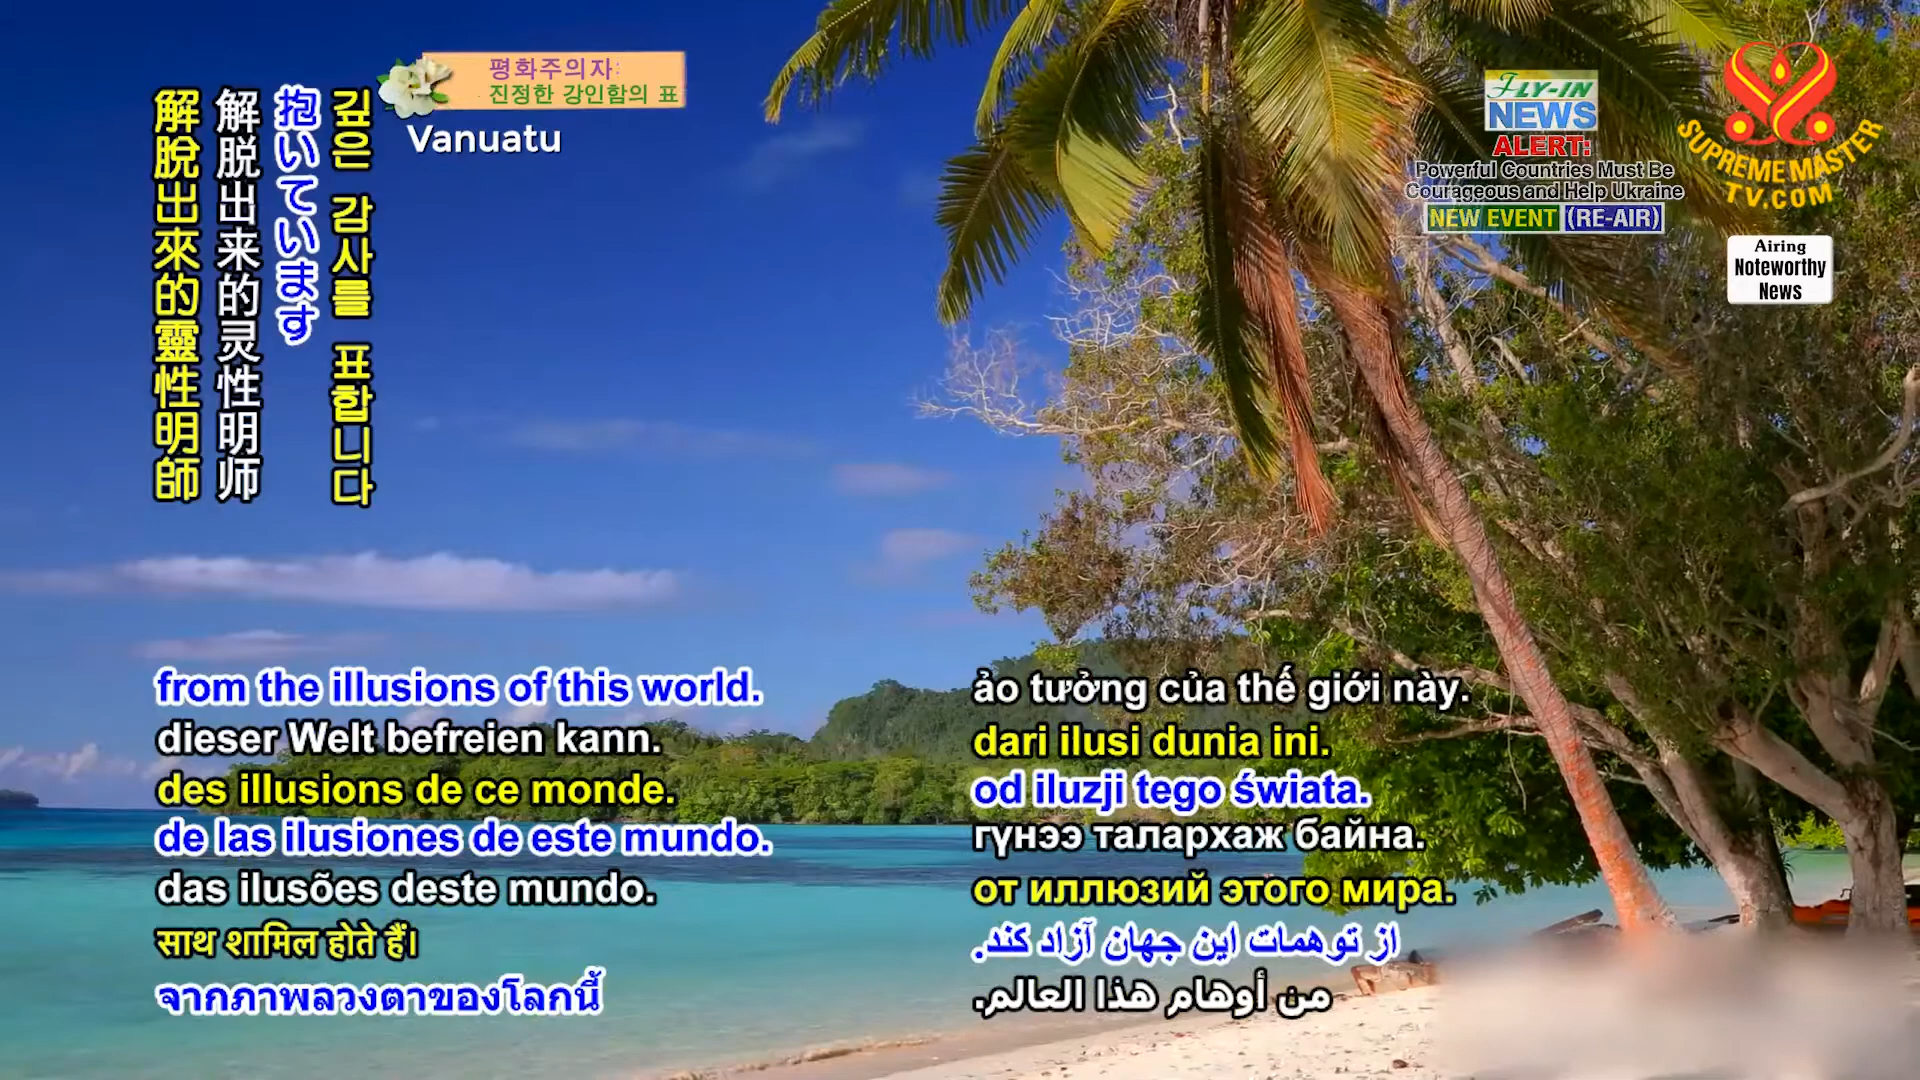 解脫出來的靈性明師
解脱出来的灵性明师
抱いています
깊은 감사를 표합니다
평화주의자:
진정한 강인함의 표
Vanuatu
FLY-IN
NEWS
ALERT:
Powerful Countries Must Be
Courageous and Help Ukraine
NEW EVENT (RE-AIR)
SUPREME MASTER
TV.COM
Airing
Noteworthy
News
from the illusions of this world.
dieser Welt befreien kann.
des illusions de ce monde.
de las ilusiones de este mundo.
das ilusões deste mundo.
साथ शामिल होते हैं।
จากภาพลวงตาของโลกนี้
ảo tưởng của thế giới này.
dari ilusi dunia ini.
od iluzji tego świata.
гүнээ талархаж байна.
от иллюзий этого мира.
از توهمات این جهان آزاد کند.
من أوهام هذا العالم.